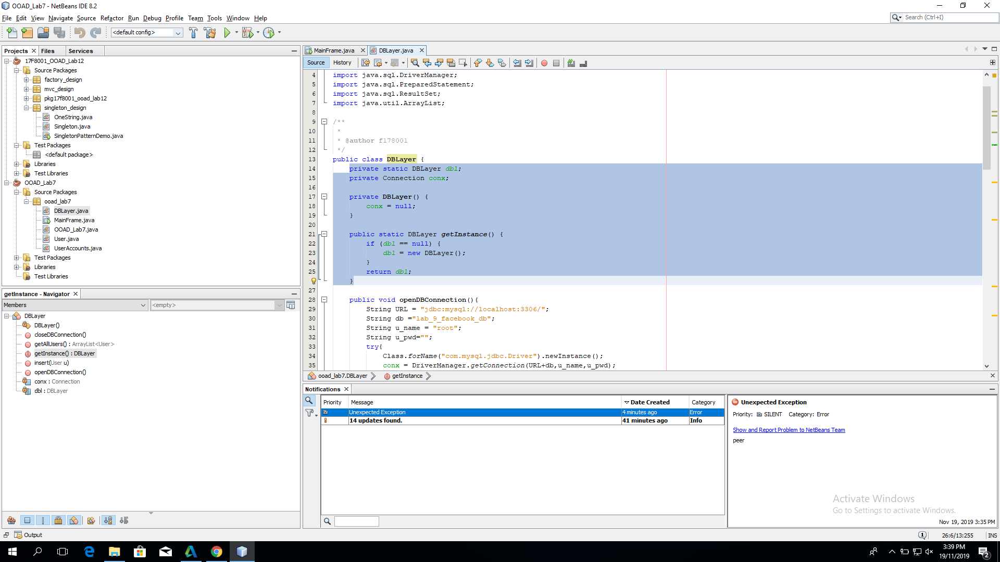 OOAD_Lab7 - NetBeans IDE 8.2
File Edit View Navigate Source Refactor Run Debug Profile Team Tools Window Help
Search (Ctrl+I)
<default config>
Projects Files Services
17F8001_OOAD_Lab12
Source Packages
factory_design
mvc_design
pkg17f8001_ooad_lab12
singleton_design
OneString.java
Singleton.java
SingletonPatternDemo.java
Test Packages
<default package>
Libraries
Test Libraries
OOAD_Lab7
Source Packages
ooad_lab7
DBLayer.java
MainFrame.java
OOAD_Lab7.java
User.java
UserAccounts.java
Test Packages
Libraries
Test Libraries
getInstance - Navigator
Members <empty>
DBLayer
DBLayer()
closeDBConnection()
getAllUsers() : ArrayList<User>
getInstance() : DBLayer
insert(User u)
openDBConnection()
conx : Connection
dbl : DBLayer
MainFrame.java DBLayer.java
Source History
4 import java.sql.DriverManager;
5 import java.sql.PreparedStatement;
6 import java.sql.ResultSet;
7 import java.util.ArrayList;
8
9 /**
10 *
11 * @author f178001
12 */
13 public class DBLayer {
14 private static DBLayer dbl;
15 private Connection conx;
16
17 private DBLayer() {
18 conx = null;
19 }
20
21 public static DBLayer getInstance() {
22 if (dbl == null) {
23 dbl = new DBLayer();
24 }
25 return dbl;
}
27
28 public void openDBConnection(){
29 String URL = "jdbc:mysql://localhost:3306/";
30 String db ="lab_9_facebook_db";
31 String u_name = "root";
32 String u_pwd="";
33 try{
34 Class.forName("com.mysql.jdbc.Driver").newInstance();
35 conx = DriverManager.getConnection(URL+db,u_name,u_pwd);
ooad_lab7.DBLayer getInstance
Notifications
Priority Message Date Created Category
Unexpected Exception 4 minutes ago Error
14 updates found. 41 minutes ago Info
Unexpected Exception
Priority: SILENT Category: Error
Show and Report Problem to NetBeans Team
peer
Activate Windows
Go to Settings to activate Windows.
Nov 19, 2019 3:35 PM
Output
1 26:6/13:255 INS
3:39 PM
19/11/2019
2